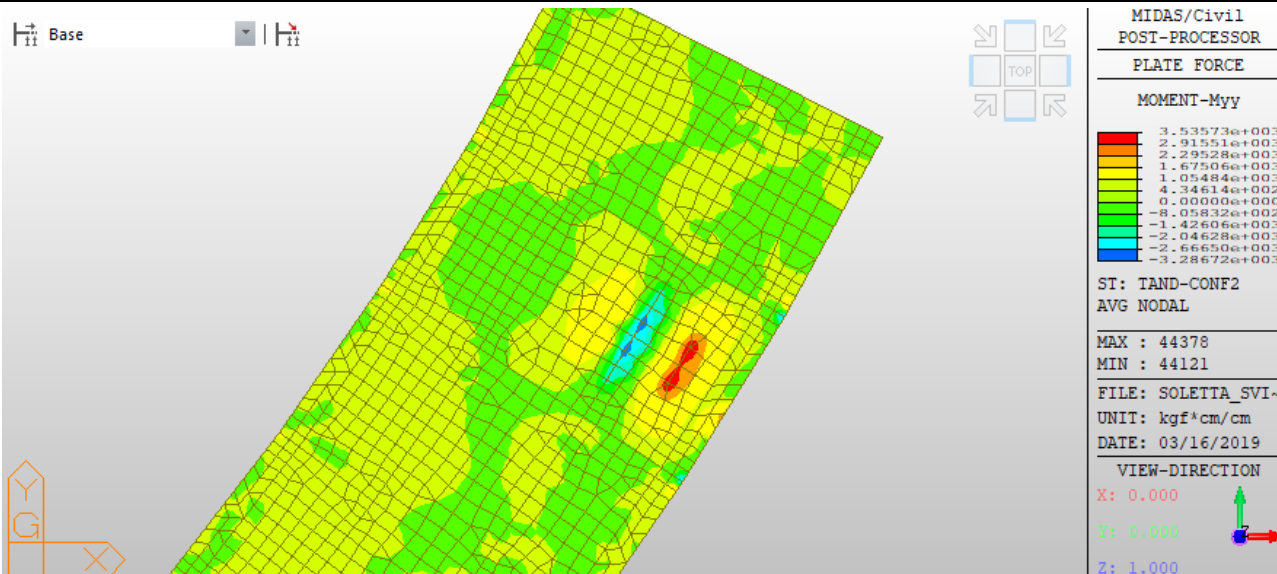 Base
TOP
MIDAS/Civil
POST-PROCESSOR
PLATE FORCE
MOMENT-Myy
3.53573e+003
2.91551e+003
2.29528e+003
1.67506e+003
1.05484e+003
4.34614e+002
0.00000e+000
-8.05832e+002
-1.42606e+003
-2.04628e+003
-2.66650e+003
-3.28672e+003
ST: TAND-CONF2
AVG NODAL
MAX : 44378
MIN : 44121
FILE: SOLETTA_SVI~
UNIT: kgf*cm/cm
DATE: 03/16/2019
VIEW-DIRECTION
X: 0.000
Y: 0.000
Z: 1.000
Z
Y
G
X